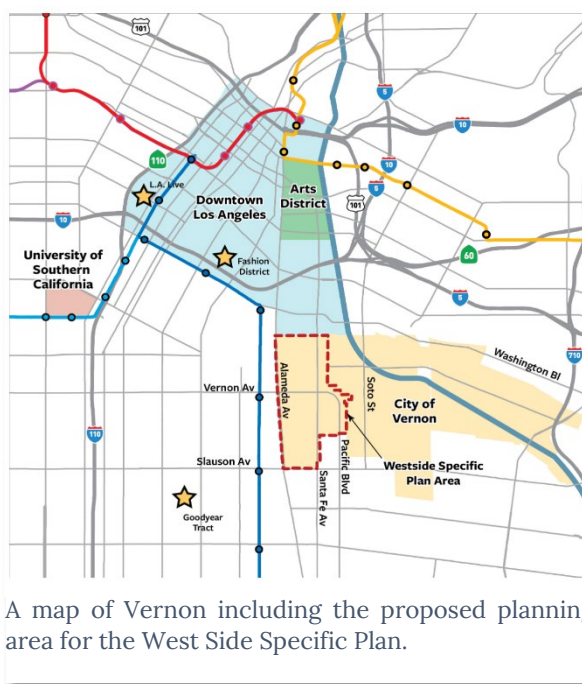 101
5
10
110
10
L.A. Live
Downtown
Los Angeles
Arts
District
5
101
10
Fashion
District
60
University of
Southern
California
5
710
Washington Bl
Alameda Av
Vernon Av
Soto St
City of
Vernon
110
Slauson Av
Pacific Blvd
Westside Specific
Plan Area
Santa Fe Av
Goodyear
Tract
A map of Vernon including the proposed planning
area for the West Side Specific Plan.